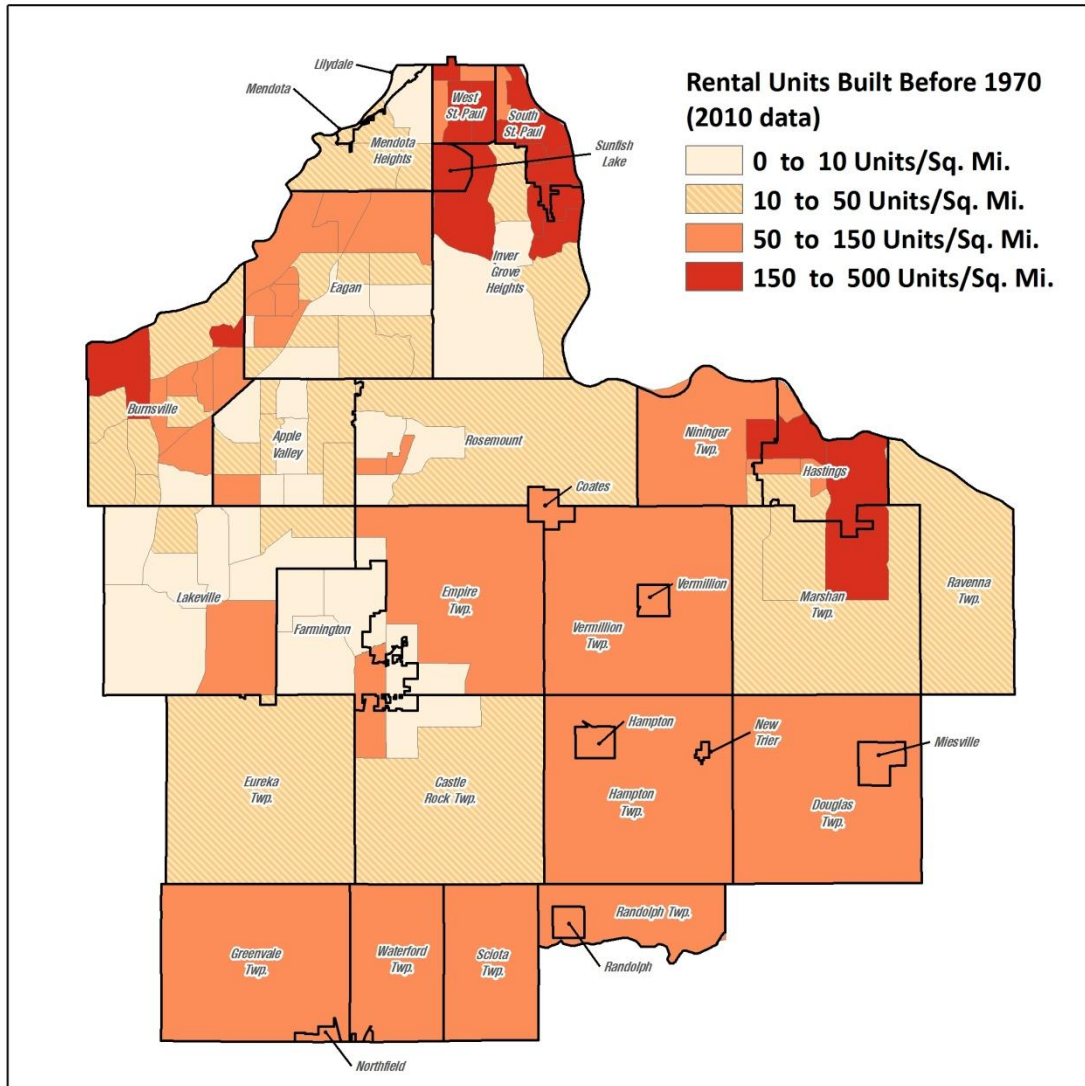 Lilydale
Mendota
Mendota
Heights
West
St. Paul
South
St. Paul
Sunfish
Lake
Rental Units Built Before 1970
(2010 data)
0 to 10 Units/Sq. Mi.
10 to 50 Units/Sq. Mi.
50 to 150 Units/Sq. Mi.
150 to 500 Units/Sq. Mi.
Inver
Grove
Heights
Eagan
Burnsville
Apple
Valley
Rosemount
Nininger
Twp.
Hastings
Coates
Lakeville
Farmington
Empire
Twp.
Vermillion
Vermillion
Twp.
Marshan
Twp.
Ravenna
Twp.
Eureka
Twp.
Castle
Rock Twp.
Hampton
Hampton
Twp.
New
Trier
Miesville
Douglas
Twp.
Greenvale
Twp.
Waterford
Twp.
Sciota
Twp.
Randolph Twp.
Randolph
Northfield